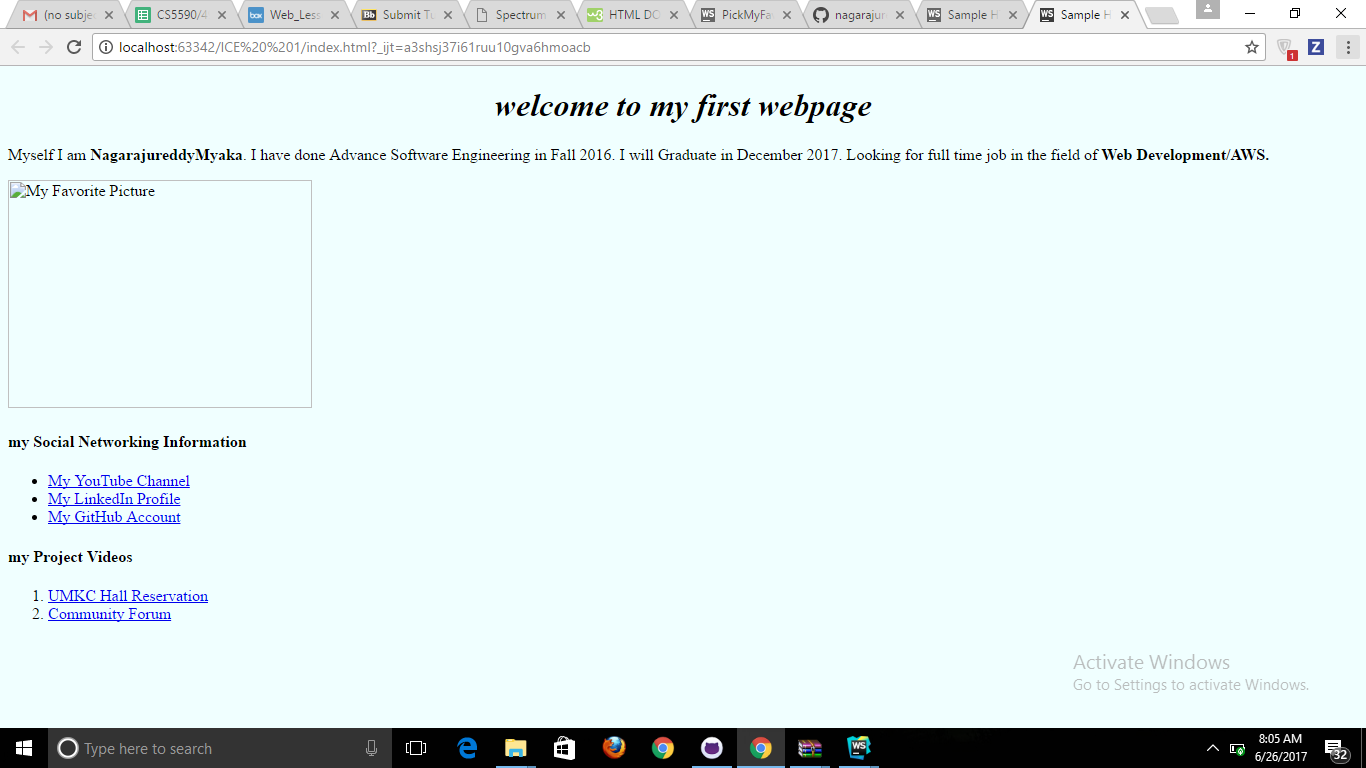 (no subje
CS5590/4
Web_Less
Submit Tu
Spectrum
HTML DO
PickMyFa
nagarajur
Sample H
Sample H
localhost:63342/ICE%20%201/index.html?_ijt=a3shsj37i61ruu10gva6hmoacb
1
Z
welcome to my first webpage
Myself I am NagarajureddyMyaka. I have done Advance Software Engineering in Fall 2016. I will Graduate in December 2017. Looking for full time job in the field of Web Development/AWS.
My Favorite Picture
my Social Networking Information
• My YouTube Channel
• My LinkedIn Profile
• My GitHub Account
my Project Videos
1. UMKC Hall Reservation
2. Community Forum
Activate Windows
Go to Settings to activate Windows.
Type here to search
WS
8:05 AM
6/26/2017
32